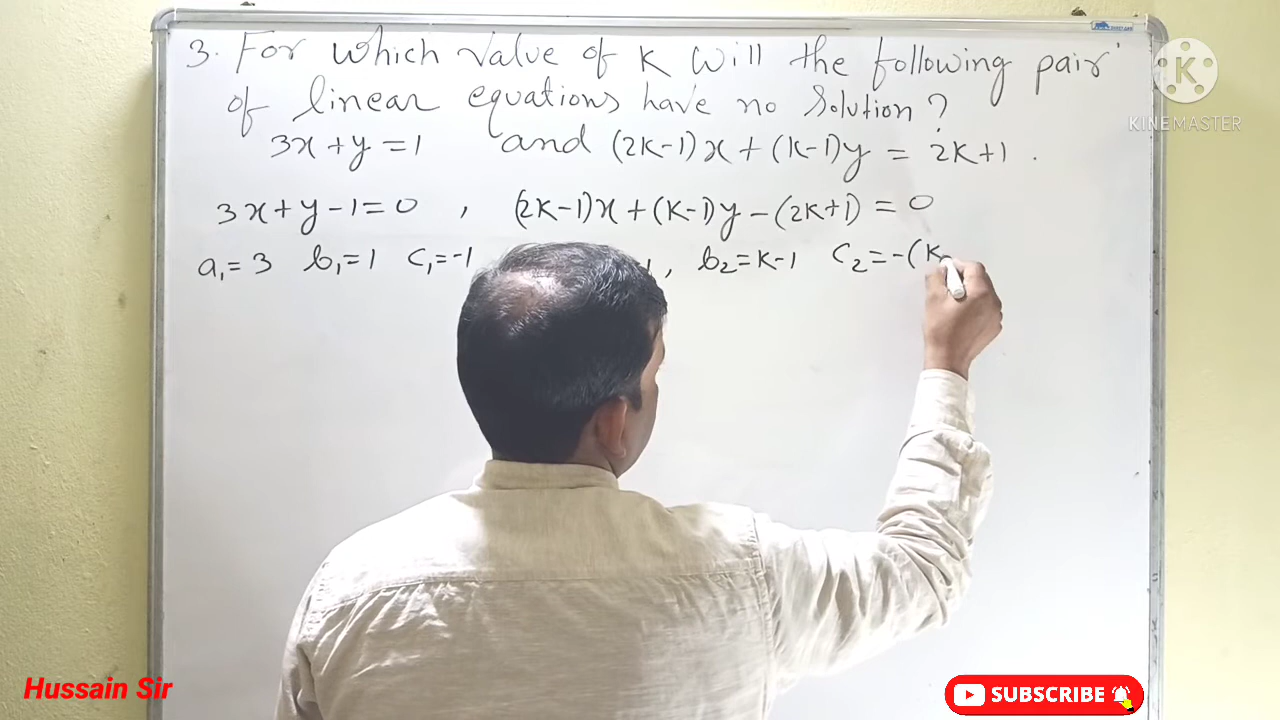 3. For which value of K will the following pair
of linear equations have no solution?
3x+y=1 and (2K-1)x+(K-1)y = 2K+1.
3x+y-1=0 , (2K-1)x+(K-1)y-(2K+1)=0
a₁=3 b₁=1 c₁=-1 1, b₂=K-1 c₂=-(K
KINEMASTER
Hussain Sir
SUBSCRIBE